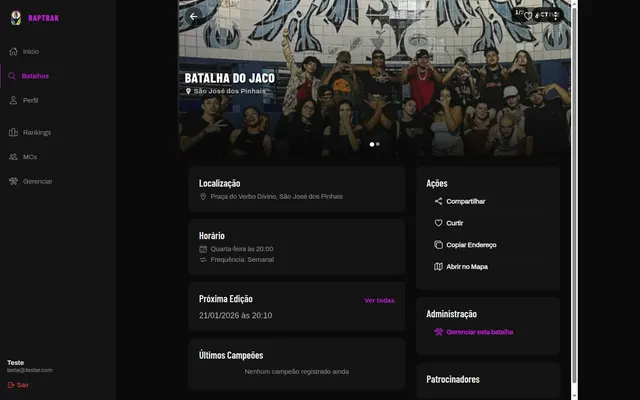 RAPTRAK
Início
Batalhas
Perfil
Rankings
MCs
Gerenciar
Teste
teste@tester.com
Sair
1/2
BATALHA DO JACO
São José dos Pinhais
Localização
Praça do Verbo Divino, São José dos Pinhais
Horário
Quarta-feira às 20:00
Frequência: Semanal
Próxima Edição
Ver todas
21/01/2026 às 20:10
Últimos Campeões
Nenhum campeão registrado ainda
Ações
Compartilhar
Curtir
Copiar Endereço
Abrir no Mapa
Administração
Gerenciar esta batalha
Patrocinadores